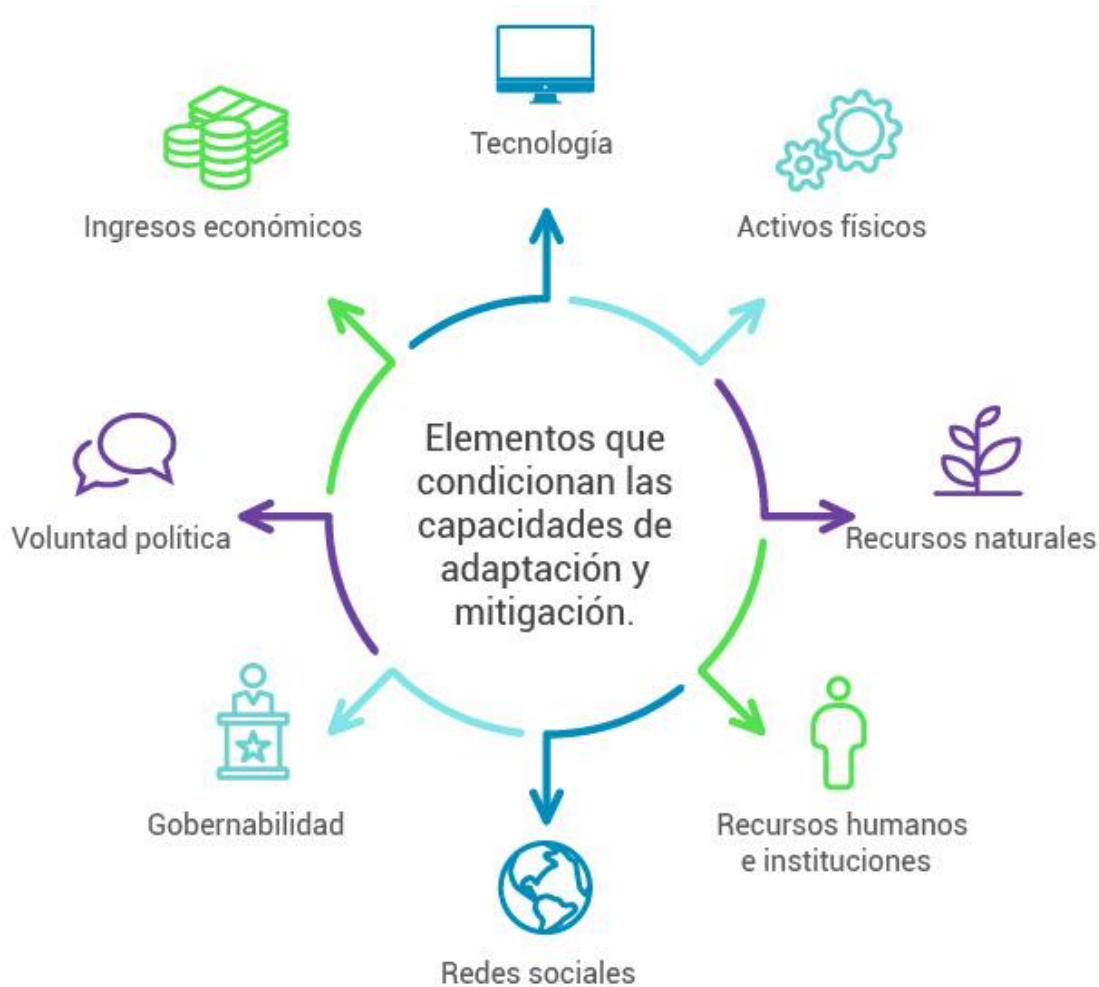 Tecnología
Ingresos económicos
Activos físicos
Elementos que
condicionan las
capacidades de
adaptación y
mitigación.
Voluntad política
Recursos naturales
Gobernabilidad
Recursos humanos
e instituciones
Redes sociales